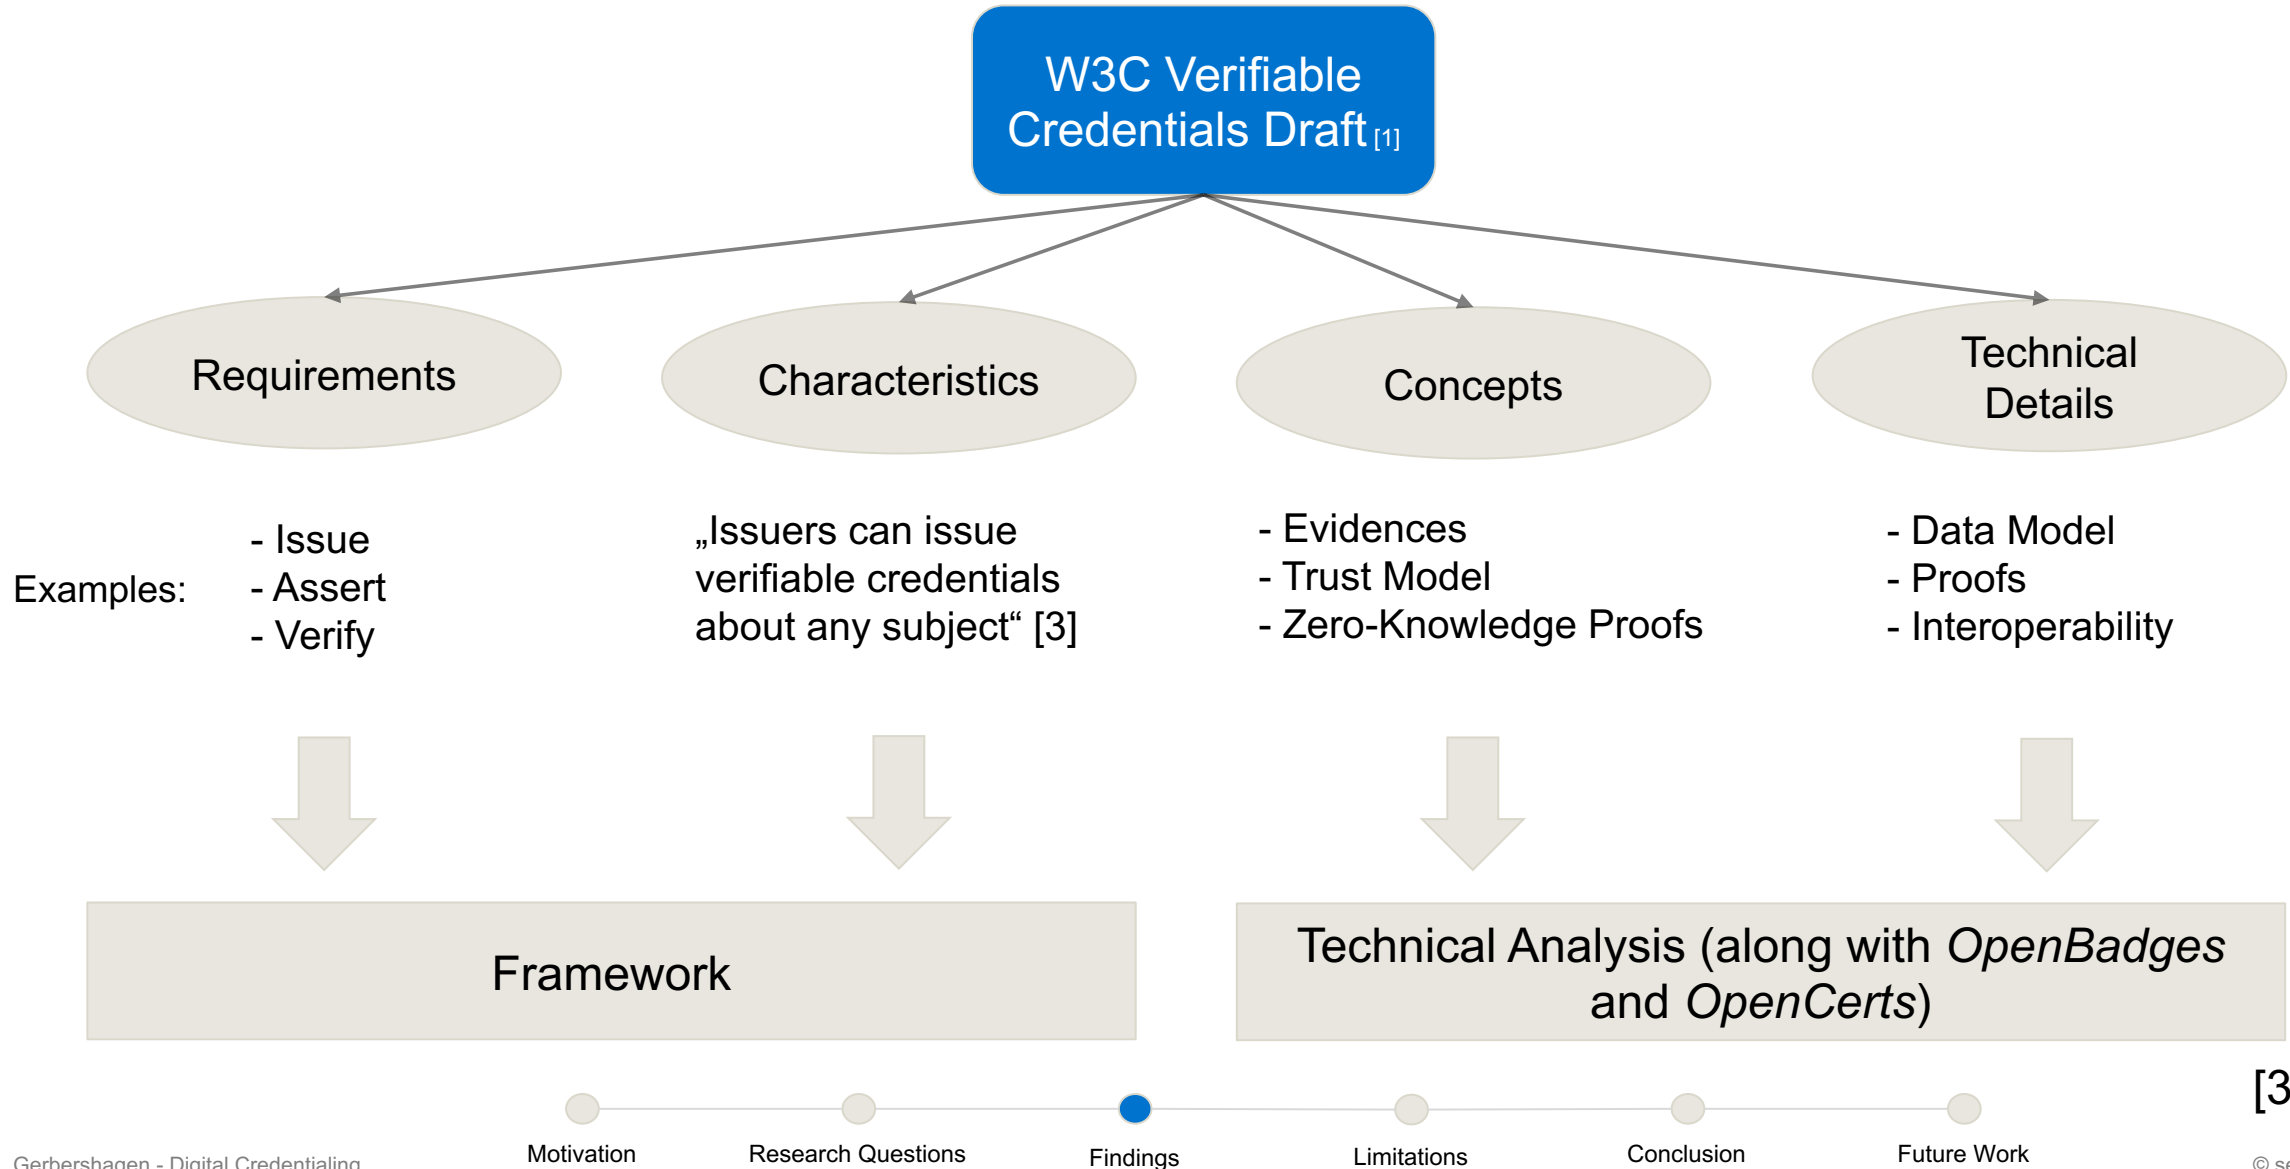 W3C Verifiable
Credentials Draft [1]
Requirements
Characteristics
Concepts
Technical
Details
Examples:
- Issue
- Assert
- Verify
„Issuers can issue
verifiable credentials
about any subject“ [3]
- Evidences
- Trust Model
- Zero-Knowledge Proofs
- Data Model
- Proofs
- Interoperability
Framework
Technical Analysis (along with OpenBadges
and OpenCerts)
[3
Motivation
Research Questions
Findings
Limitations
Conclusion
Future Work
Gerbershagen - Digital Credentialing
© se